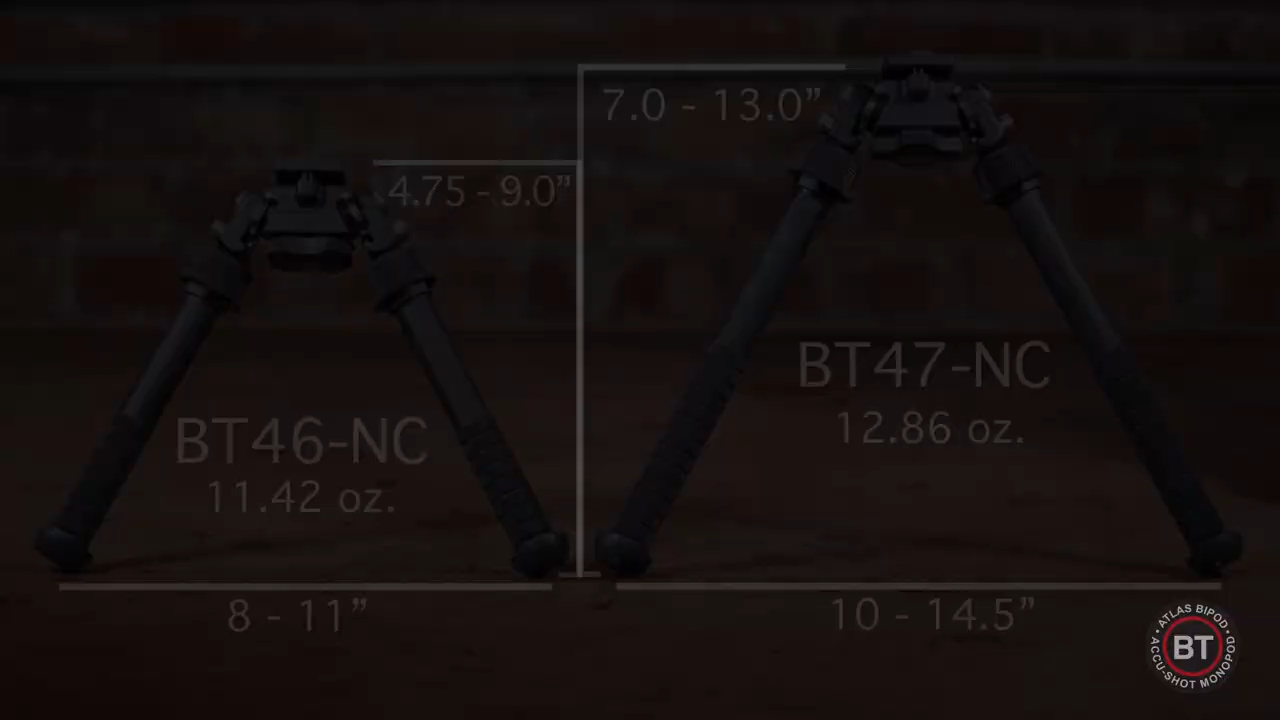 7.0 - 13.0”
4.75 - 9.0”
BT47-NC
12.86 oz.
BT46-NC
11.42 oz.
8 - 11”
10 - 14.5”
• ATLAS BIPOD •
BT
ACCU-SHOT MONOPOD